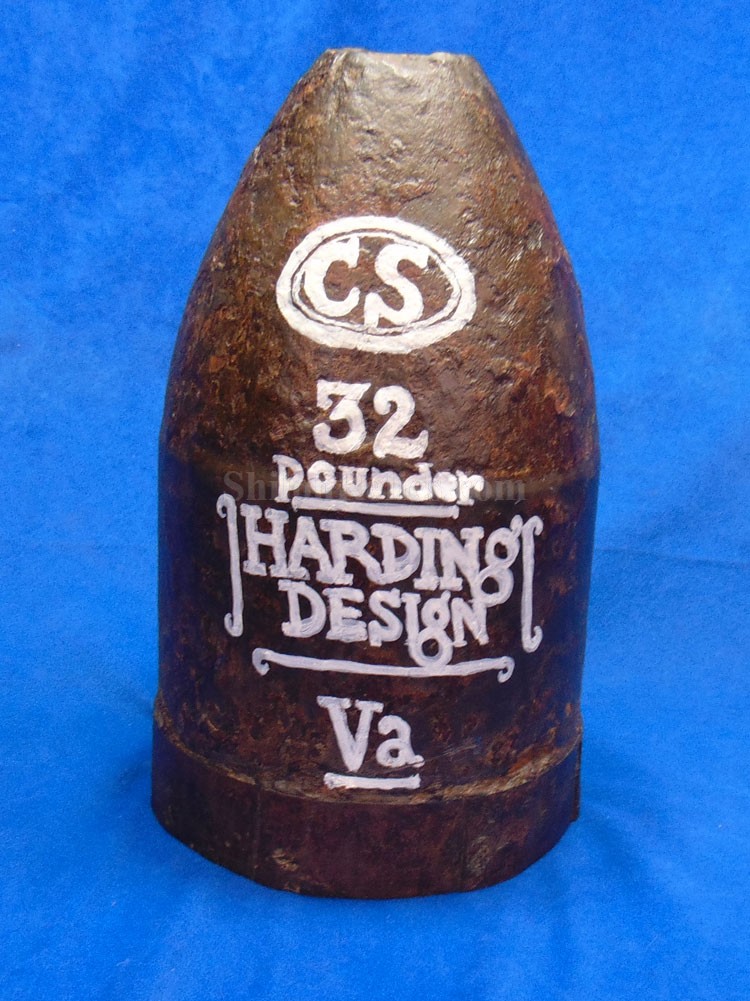 CS
32
pounder
HARDINg
DESIgN
Va